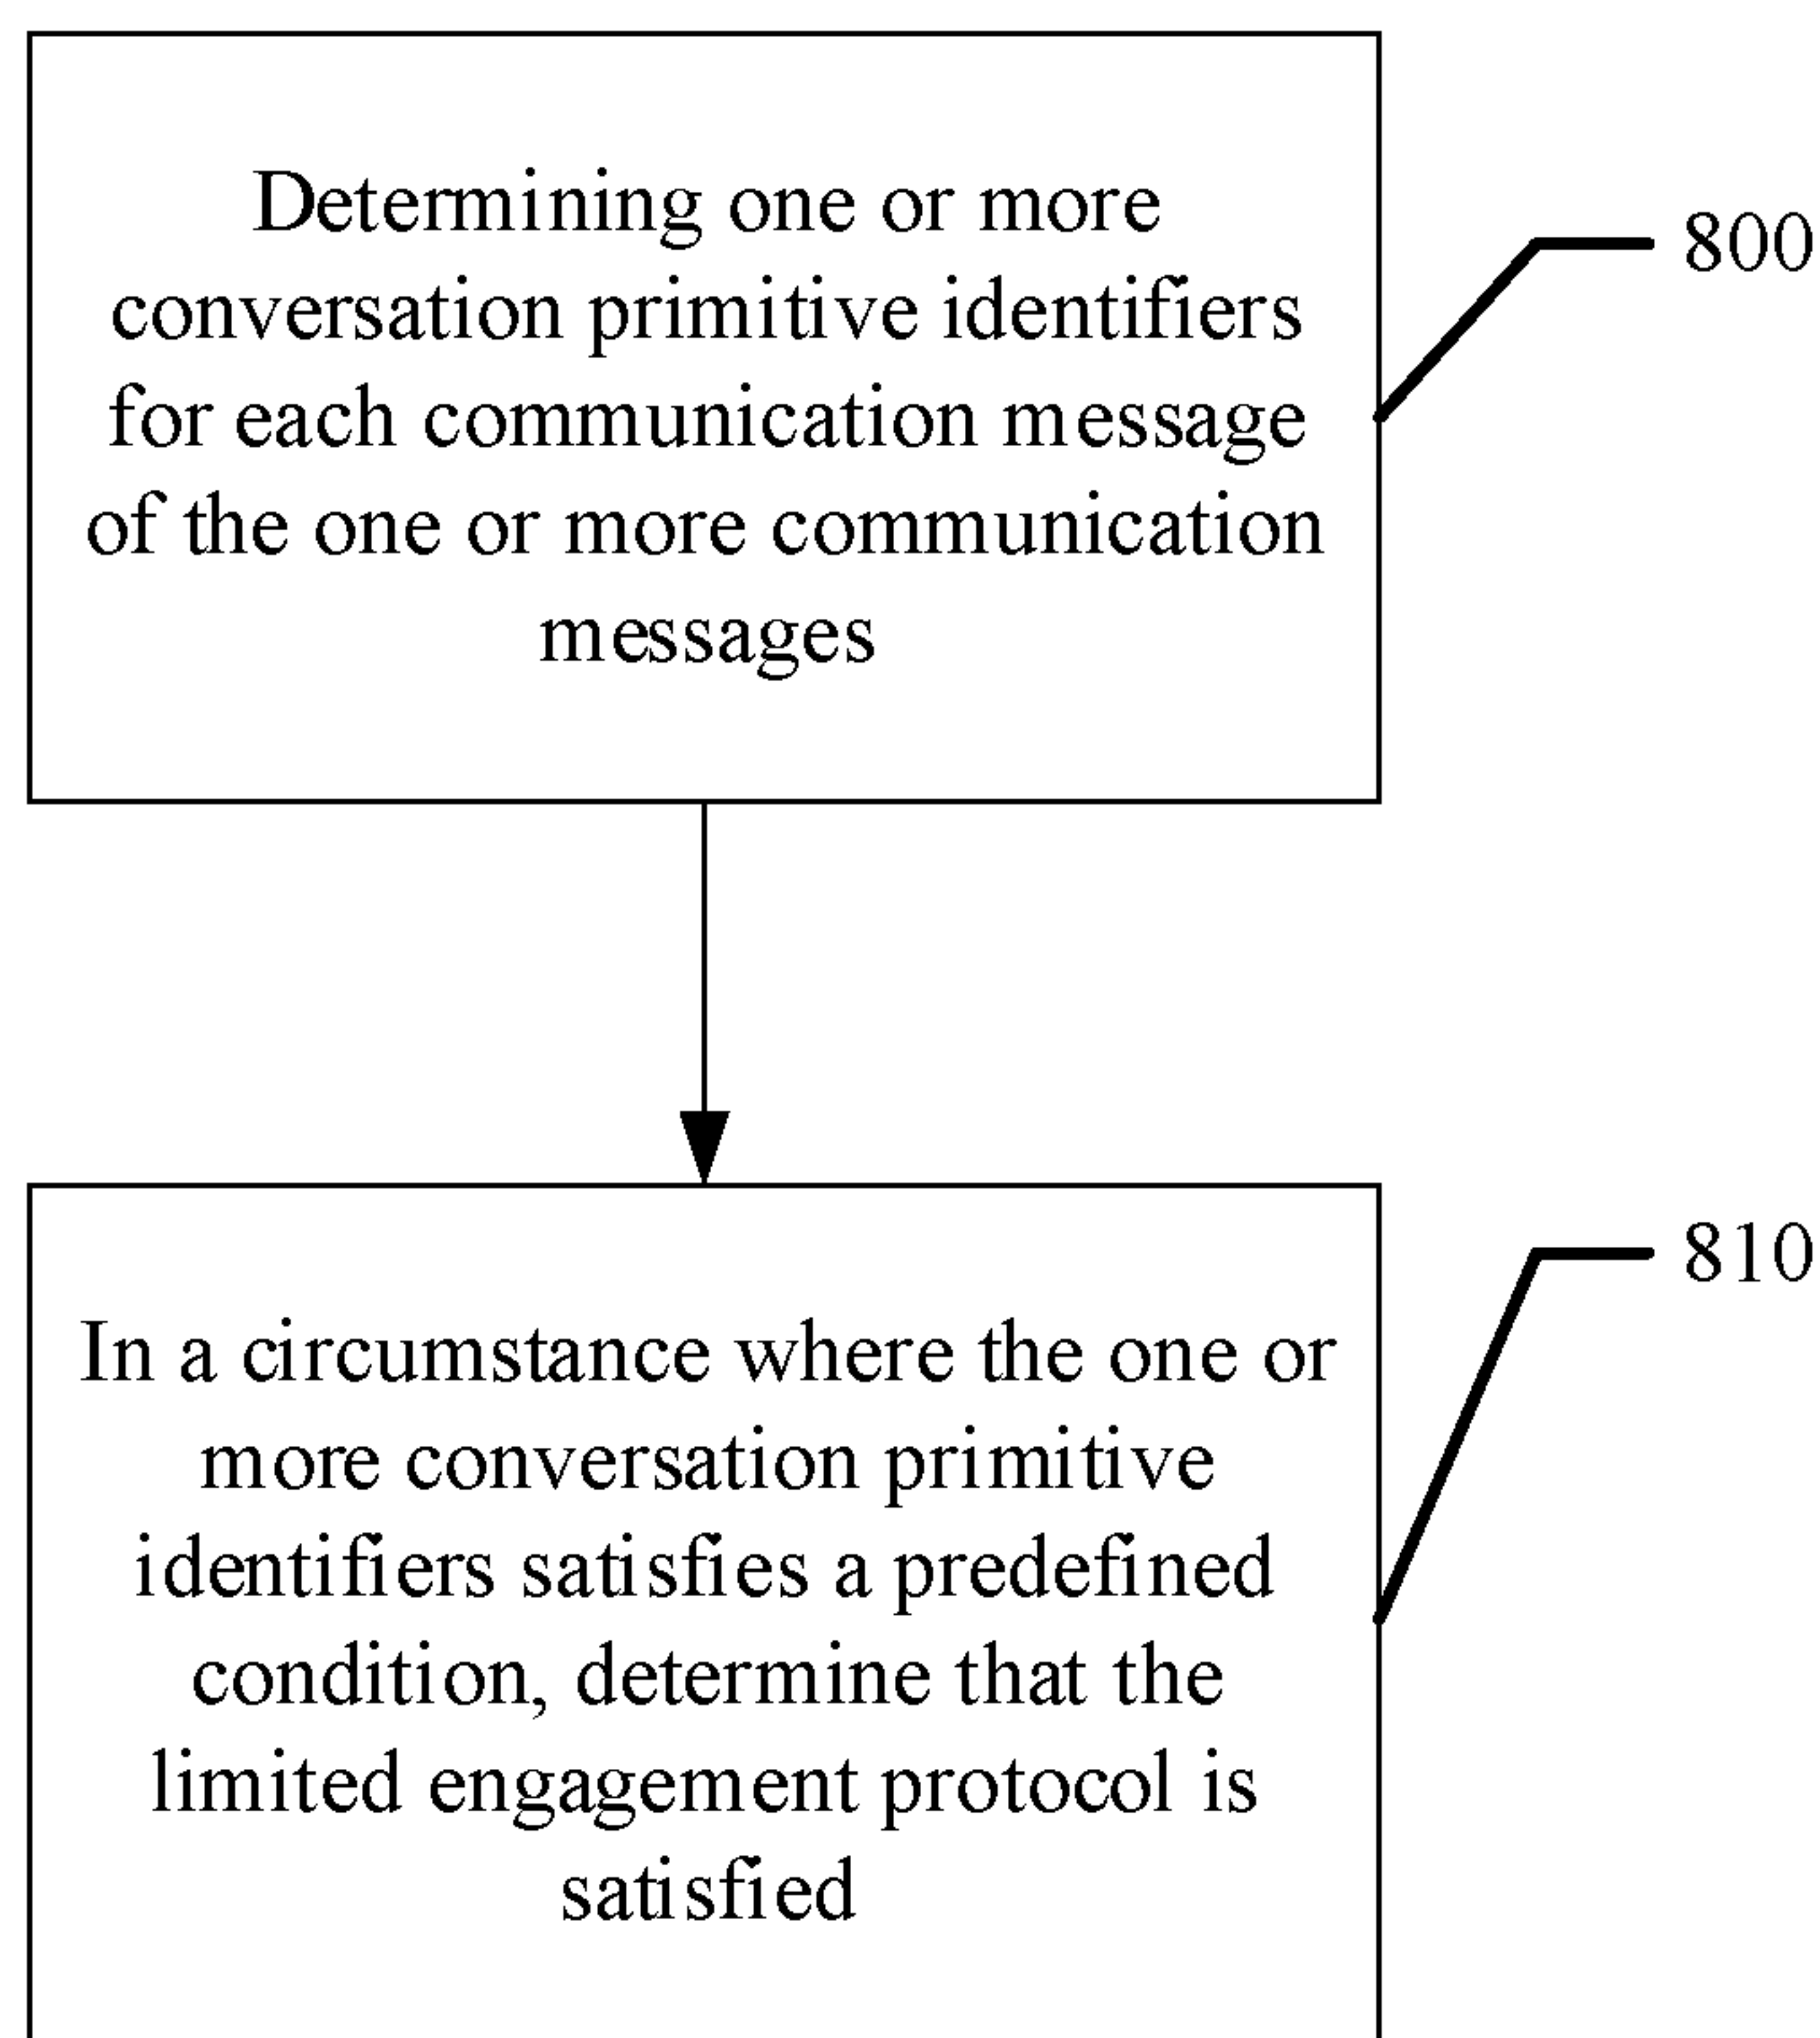 Determining one or more
conversation primitive identifiers
for each communication message
of the one or more communication
messages
800
In a circumstance where the one or
more conversation primitive
identifiers satisfies a predefined
condition, determine that the
limited engagement protocol is
satisfied
810